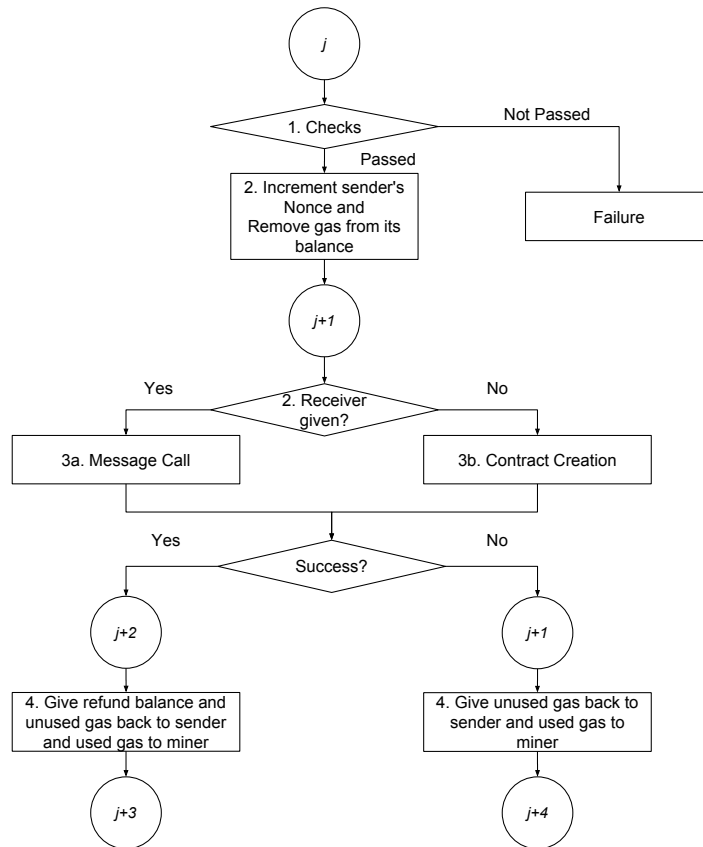 j
1. Checks
Not Passed
Passed
2. Increment sender's
Nonce and
Remove gas from its
balance
Failure
j+1
Yes
No
2. Receiver
given?
3a. Message Call
3b. Contract Creation
Yes
No
Success?
j+2
j+1
4. Give refund balance and
unused gas back to sender
and used gas to miner
4. Give unused gas back to
sender and used gas to
miner
j+3
j+4